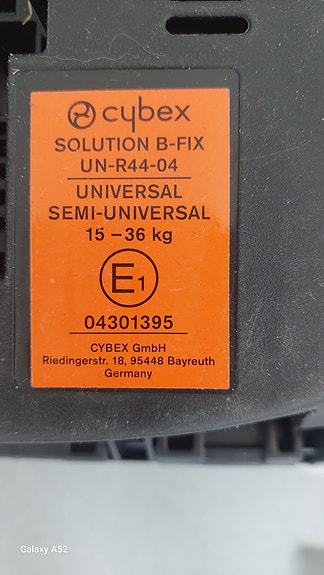 cybex
SOLUTION B-FIX
UN-R44-04
UNIVERSAL
SEMI-UNIVERSAL
15 – 36 kg
E1
04301395
CYBEX GmbH
Riedingerstr. 18, 95448 Bayreuth
Germany
Galaxy A52